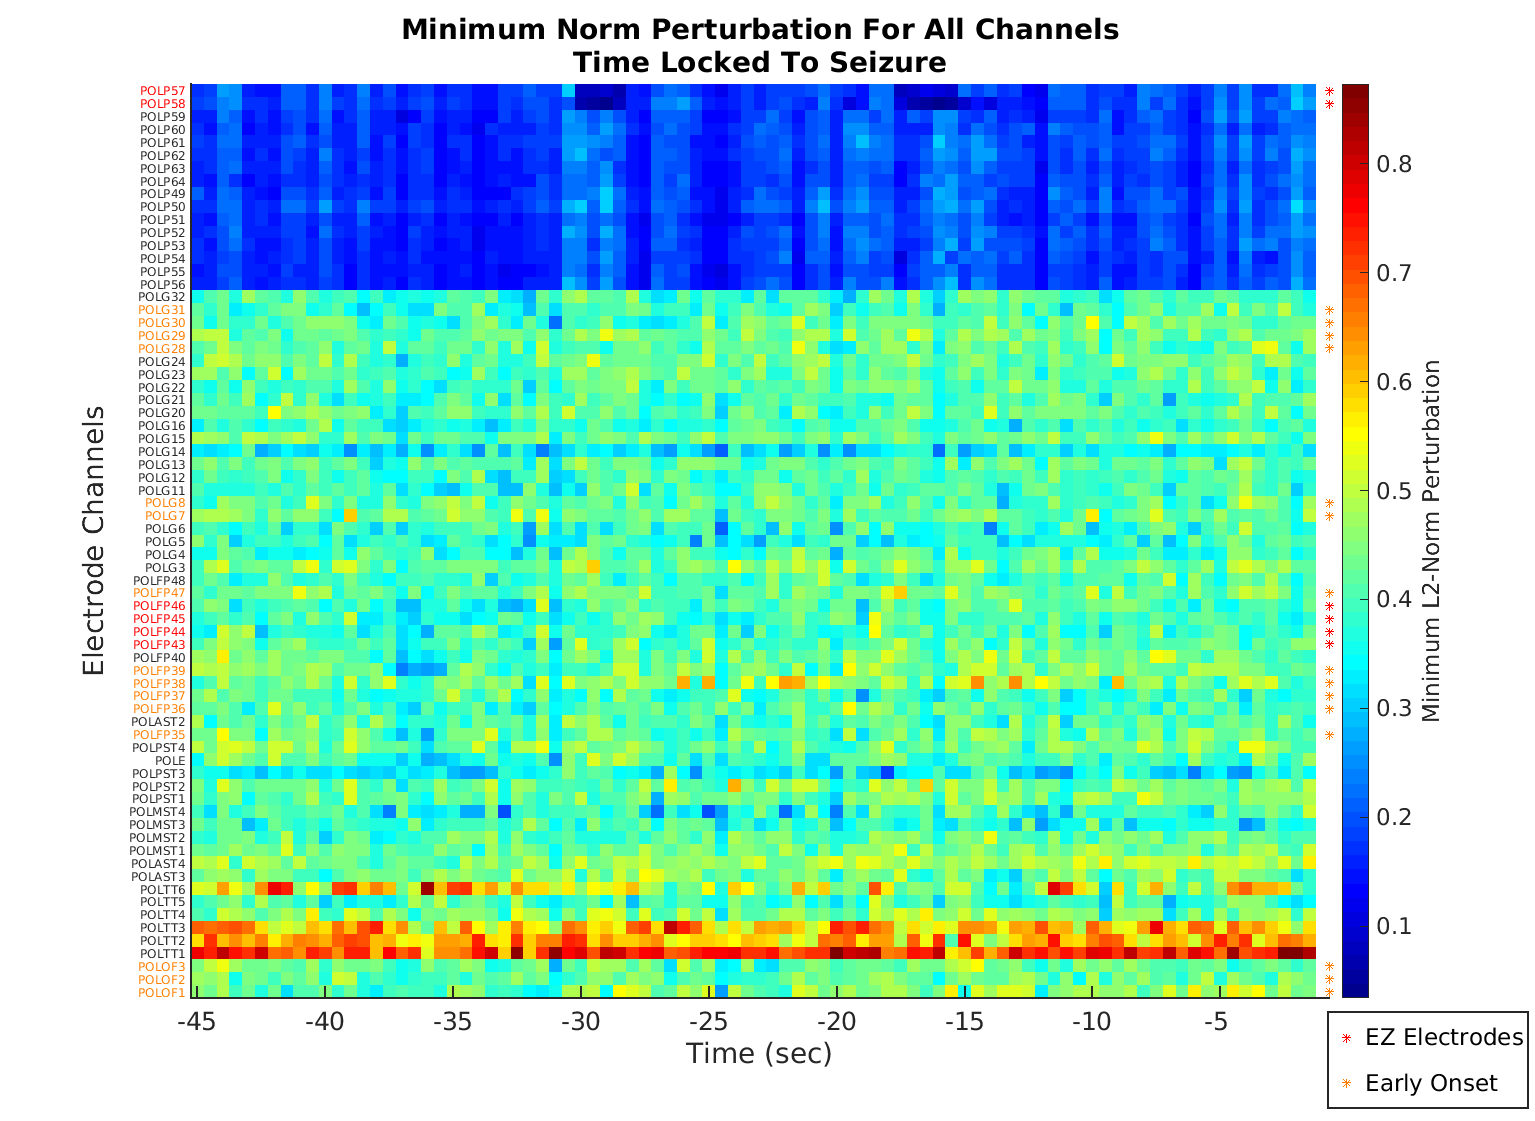 Minimum Norm Perturbation For All Channels
Time Locked To Seizure
Electrode Channels
POLP57
POLP58
POLP59
POLP60
POLP61
POLP62
POLP63
POLP64
POLP49
POLP50
POLP51
POLP52
POLP53
POLP54
POLP55
POLP56
POLG32
POLG31
POLG30
POLG29
POLG28
POLG24
POLG23
POLG22
POLG21
POLG20
POLG16
POLG15
POLG14
POLG13
POLG12
POLG11
POLG8
POLG7
POLG6
POLG5
POLG4
POLG3
POLFP48
POLFP47
POLFP46
POLFP45
POLFP44
POLFP43
POLFP40
POLFP39
POLFP38
POLFP37
POLFP36
POLAST2
POLFP35
POLPST4
POLE
POLPST3
POLPST2
POLPST1
POLMST4
POLMST3
POLMST2
POLMST1
POLAST4
POLAST3
POLTT6
POLTT5
POLTT4
POLTT3
POLTT2
POLTT1
POLOF3
POLOF2
POLOF1
-45 -40 -35 -30 -25 -20 -15 -10 -5
Time (sec)
0.8
0.7
0.6
0.5
0.4
0.3
0.2
0.1
Minimum L2-Norm Perturbation
EZ Electrodes
Early Onset